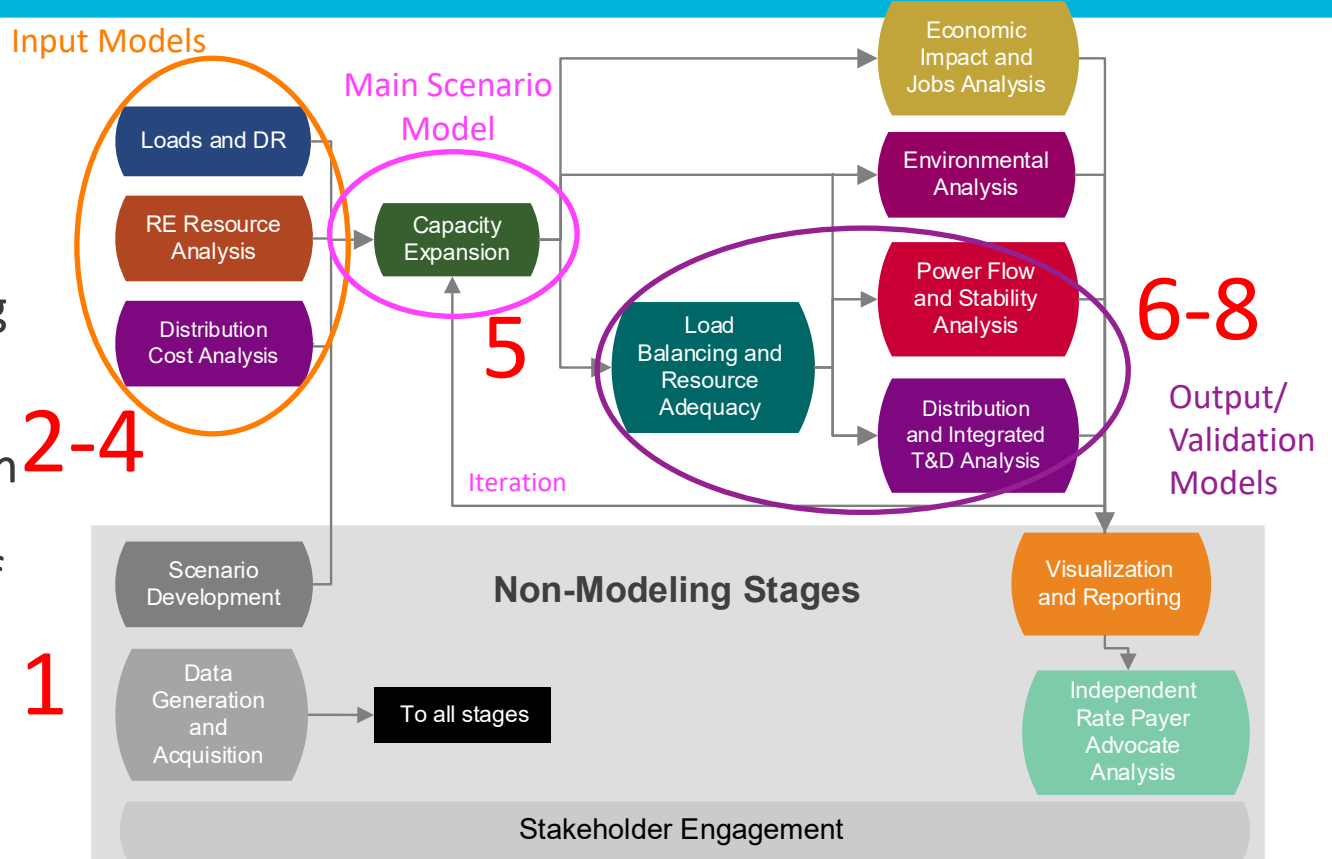 Input Models
Main Scenario
Model
Economic
Impact and
Jobs Analysis
Loads and DR
Environmental
Analysis
RE Resource
Analysis
Capacity
Expansion
Power Flow
and Stability
Analysis
6-8
g
Distribution
Cost Analysis
5
Load
Balancing and
Resource
Adequacy
Output/
Validation
Models
2-4
Distribution
and Integrated
T&D Analysis
Iteration
Scenario
Development
Non-Modeling Stages
Visualization
and Reporting
1
Data
Generation
and
Acquisition
To all stages
Independent
Rate Payer
Advocate
Analysis
Stakeholder Engagement